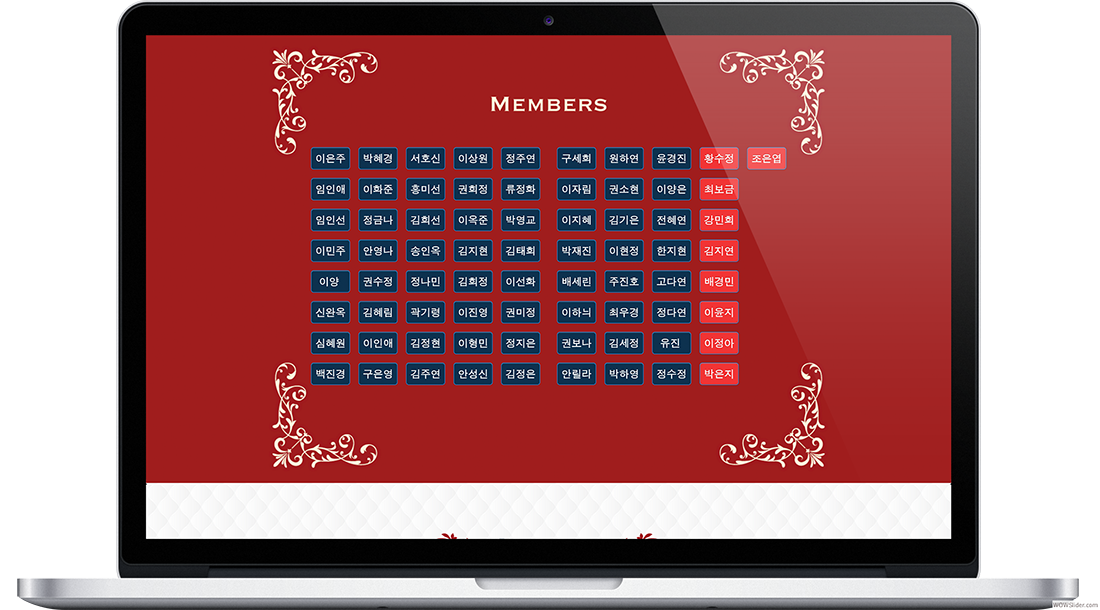 MEMBERS
이은주 박혜경 서호신 이상원 정주연 구세희 원하연 윤경진 황수정 조은엽
임인애 이화준 홍미선 권희정 류정화 이자림 권소현 이양은 최보금
임인선 정금나 김희선 이옥준 박영교 이지혜 김기은 전혜연 강민희
이민주 안영나 송인옥 김지현 김태희 박재진 이현정 한지현 김지연
이양 권수정 정나민 김희정 이선화 배세린 주진호 고다연 배경민
신완옥 김혜림 곽기령 이진영 권미정 이하늬 최우경 정다연 이윤지
심혜원 이인애 김정현 이형민 정지은 권보나 김세정 유진 이정아
백진경 구은영 김주연 안성신 김정은 안릴라 박하영 정수정 박은지
WOWSlider.com